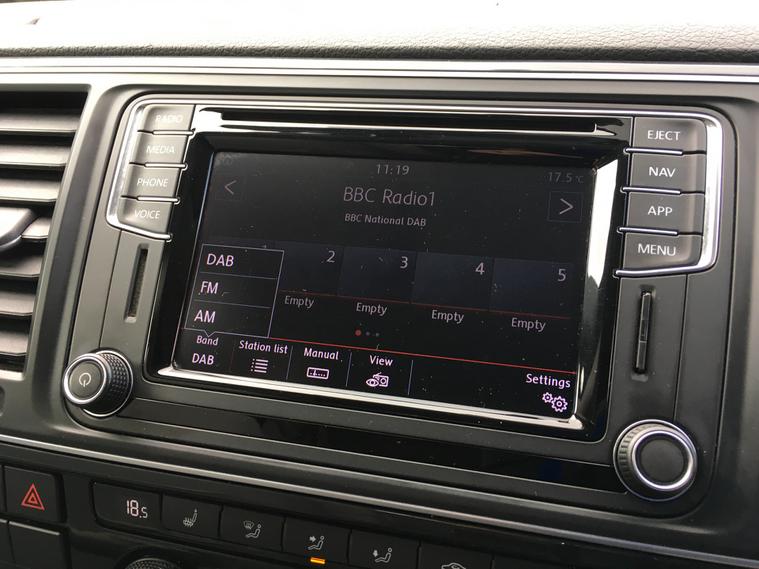 RADIO
MEDIA
PHONE
VOICE
EJECT
NAV
APP
MENU
11:19
17.5 °C
<
BBC Radio1
>
BBC National DAB
DAB
FM
AM
1
2
3
4
5
Empty
Empty
Empty
Empty
Band
DAB
Station list
Manual
View
Settings
18.5